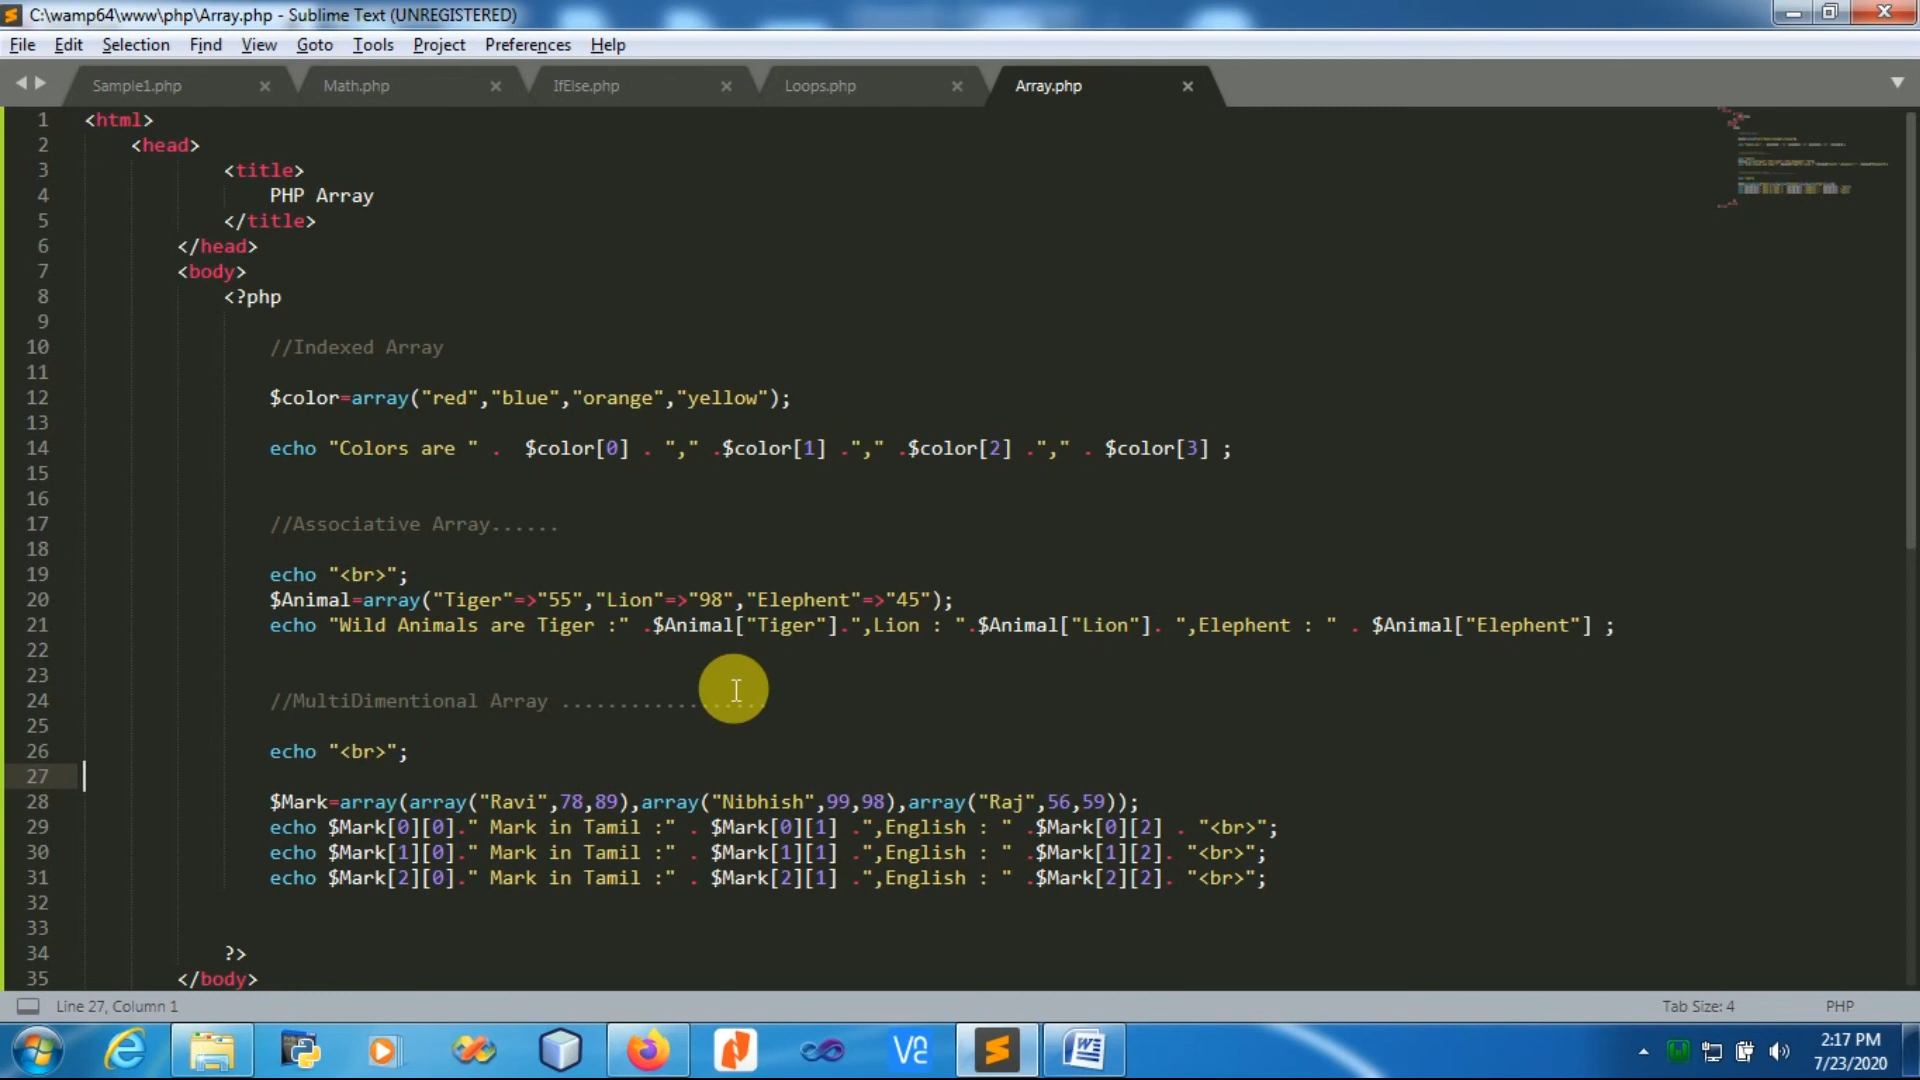 C:\wamp64\www\php\Array.php - Sublime Text (UNREGISTERED)
File Edit Selection Find View Goto Tools Project Preferences Help
Sample1.php Math.php IfElse.php Loops.php Array.php
1 <html>
2 <head>
3 <title>
4 PHP Array
5 </title>
6 </head>
7 <body>
8 <?php
9
10 //Indexed Array
11
12 $color=array("red","blue","orange","yellow");
13
14 echo "Colors are " .  $color[0] . "," .$color[1] ."," .$color[2] ."," . $color[3] ;
15
16
17 //Associative Array......
18
19 echo "<br>";
20 $Animal=array("Tiger"=>"55","Lion"=>"98","Elephent"=>"45");
21 echo "Wild Animals are Tiger :" .$Animal["Tiger"].",Lion : ".$Animal["Lion"]. ",Elephent : " . $Animal["Elephent"] ;
22
23
24 //MultiDimentional Array ..................
25
26 echo "<br>";
27
28 $Mark=array(array("Ravi",78,89),array("Nibhish",99,98),array("Raj",56,59));
29 echo $Mark[0][0]." Mark in Tamil :" . $Mark[0][1] .",English : " .$Mark[0][2] . "<br>";
30 echo $Mark[1][0]." Mark in Tamil :" . $Mark[1][1] .",English : " .$Mark[1][2]. "<br>";
31 echo $Mark[2][0]." Mark in Tamil :" . $Mark[2][1] .",English : " .$Mark[2][2]. "<br>";
32
33
34 ?>
35 </body>
Line 27, Column 1 Tab Size: 4 PHP
2:17 PM
7/23/2020